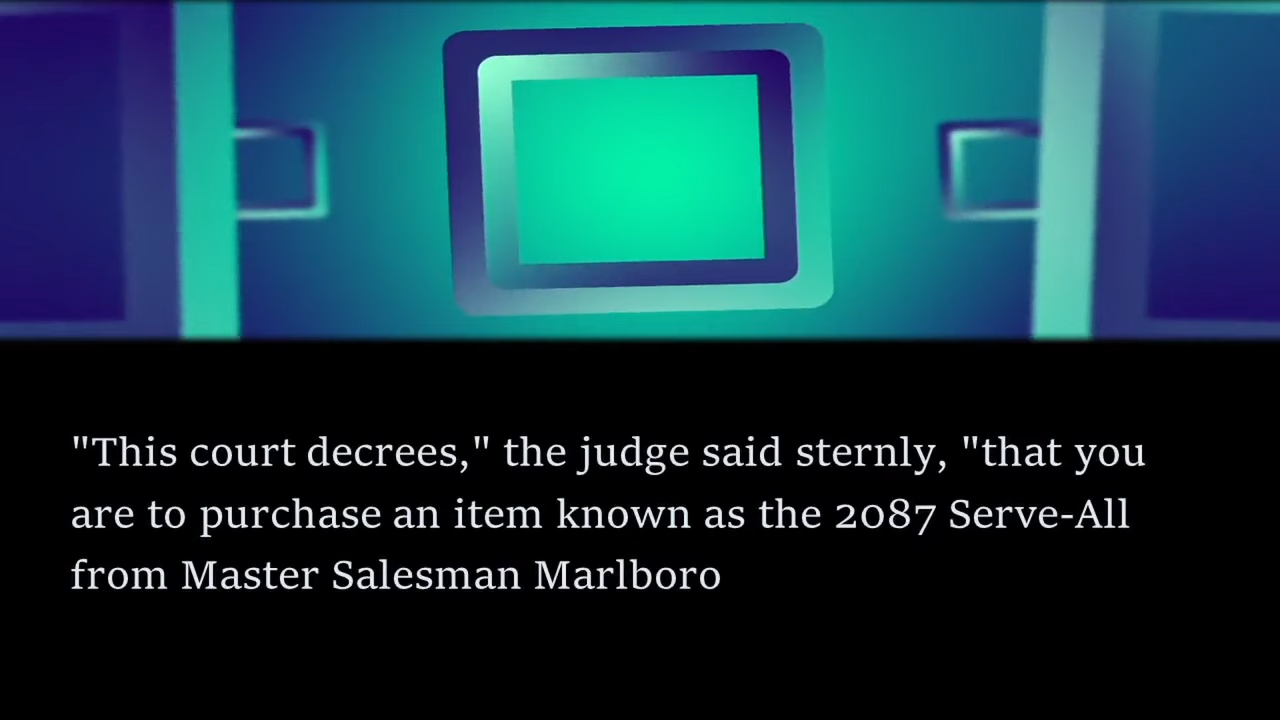 "This court decrees," the judge said sternly, "that you
are to purchase an item known as the 2087 Serve-All
from Master Salesman Marlboro